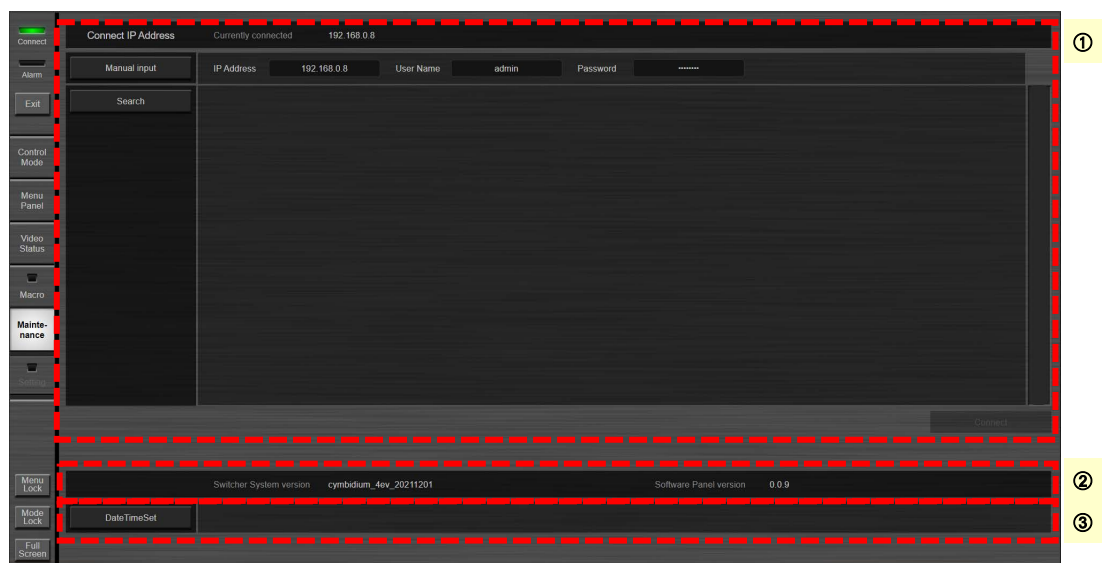 Connect
Alarm
Exit
Control
Mode
Menu
Panel
Video
Status
Macro
Mainte-
nance
Setting
Menu
Lock
Mode
Lock
Full
Screen
Connect IP Address Currently connected 192.168.0.8
Manual input IP Address 192.168.0.8 User Name admin Password ••••••••
Search
Connect
Switcher System version cymbidium_4ev_20211201 Software Panel version 0.0.9
DateTimeSet
①
②
③